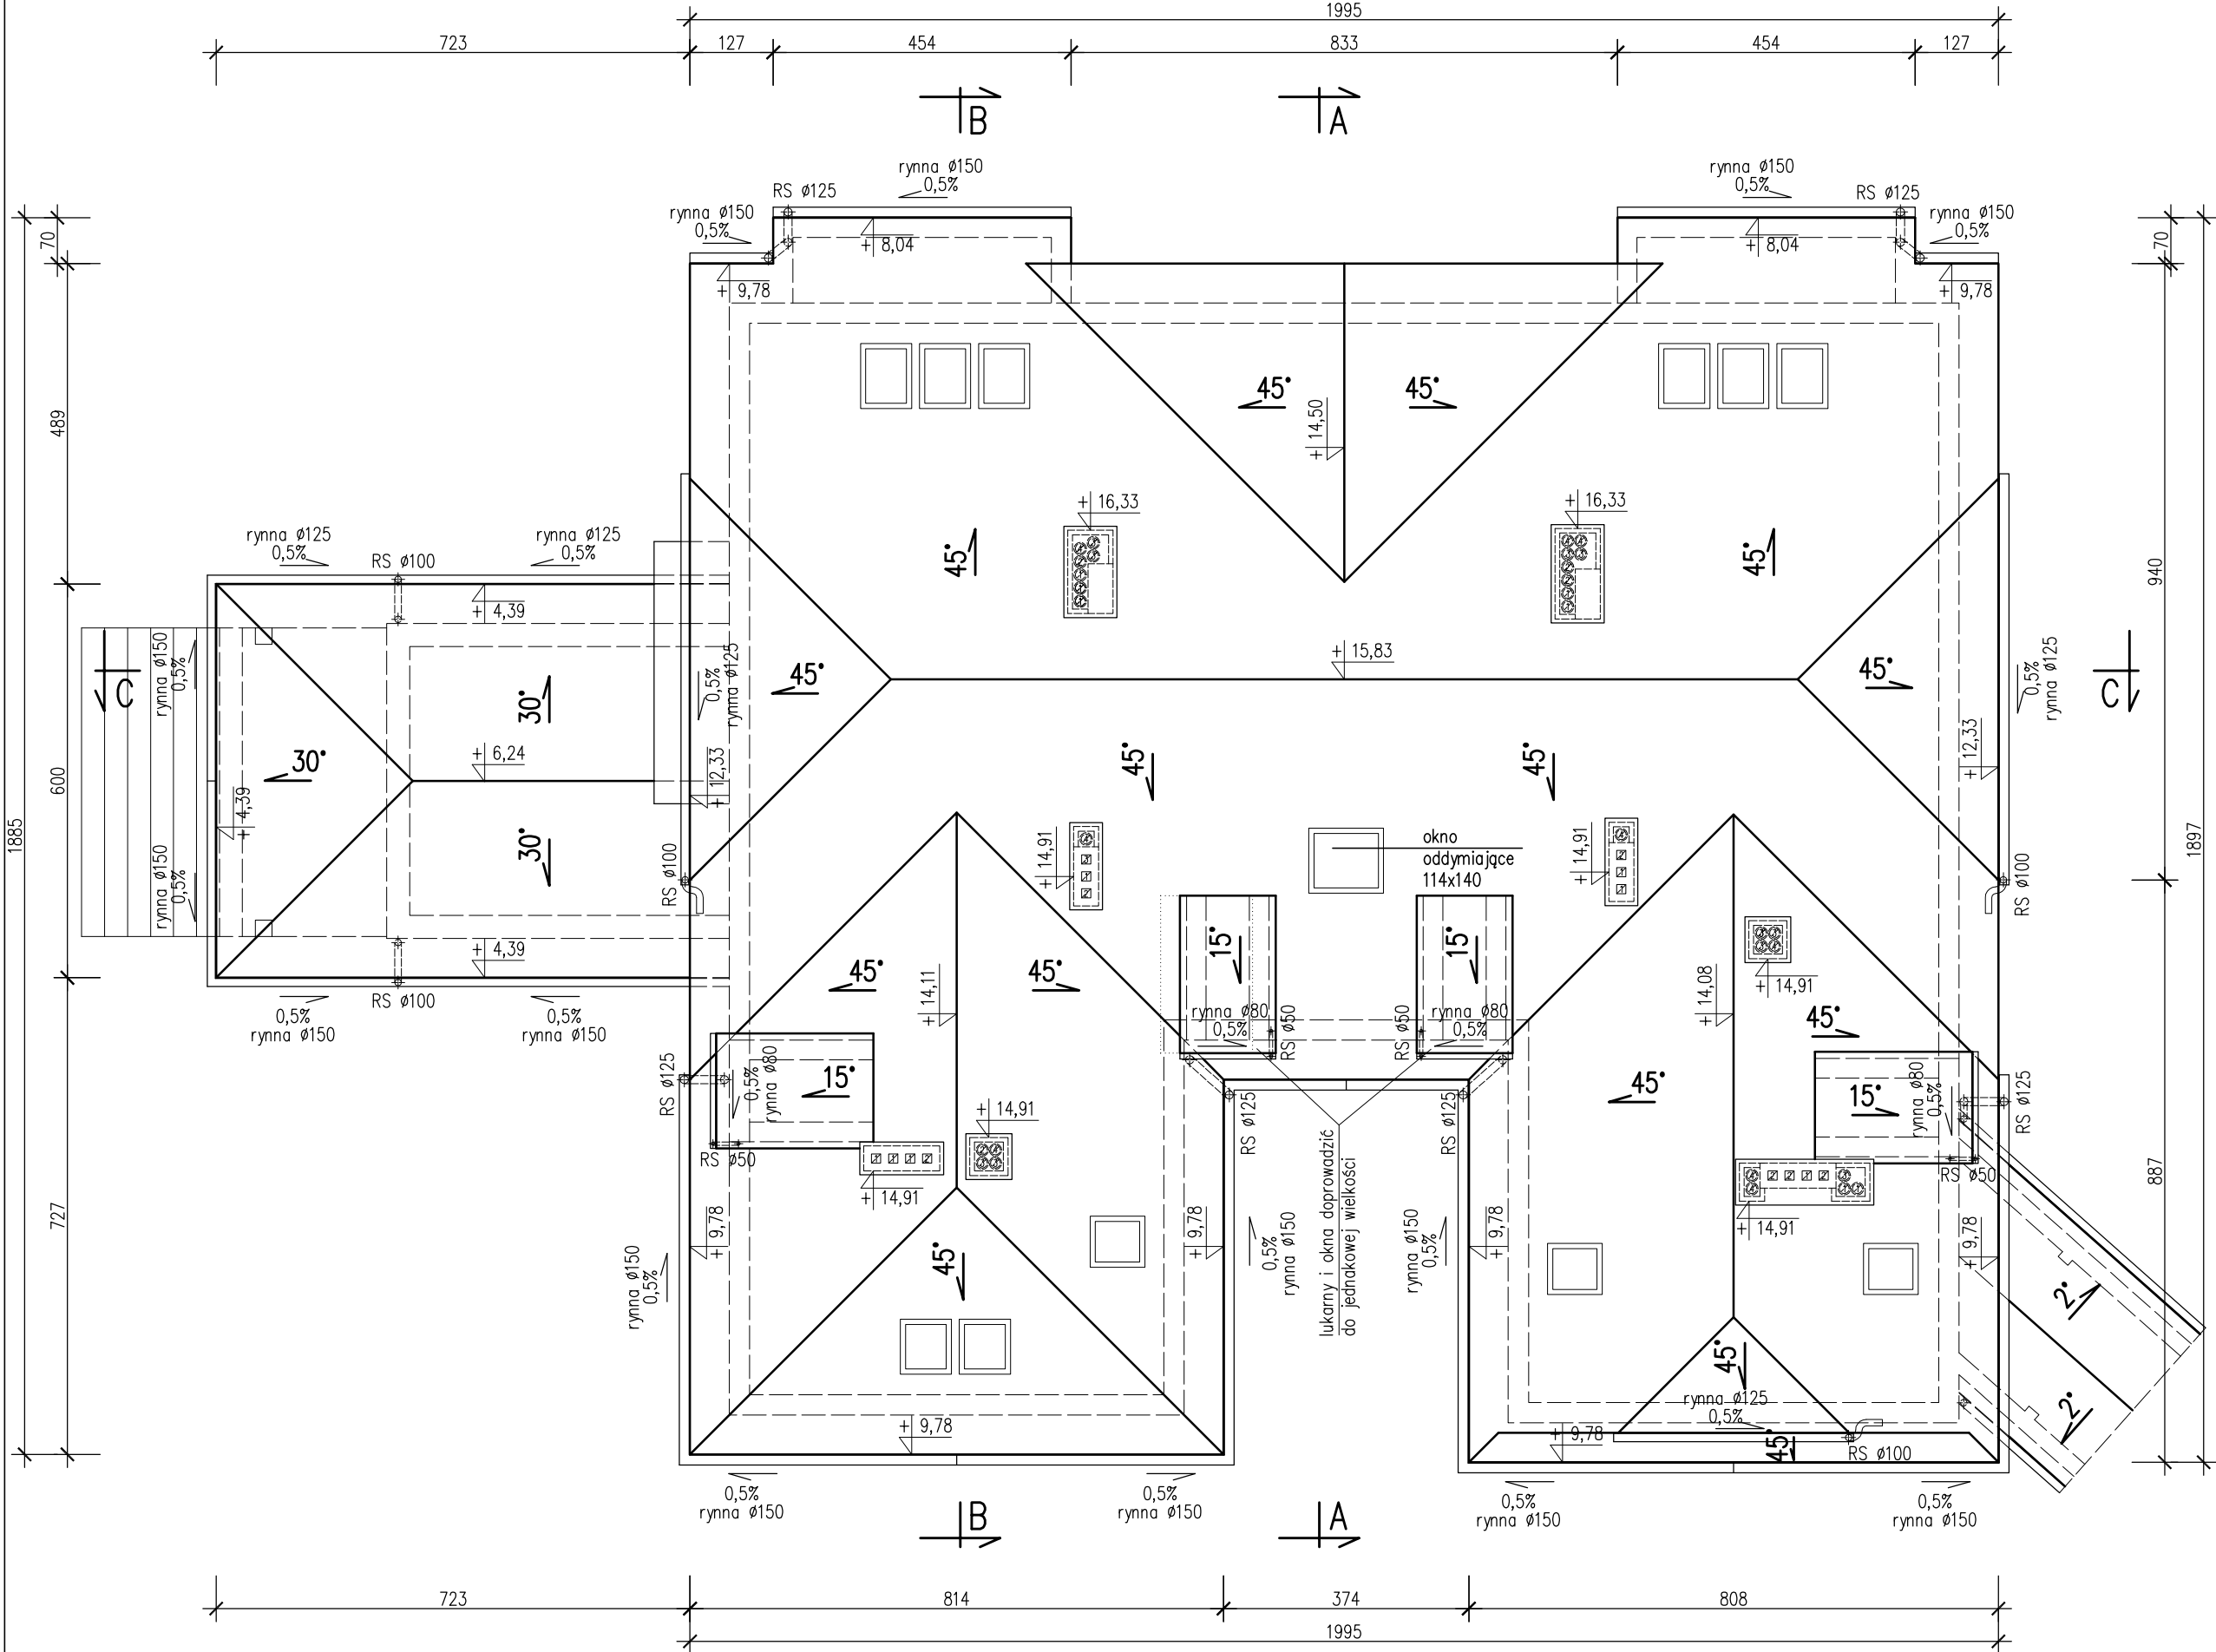 1995
723
127
454
833
454
127
B
A
rynna ø150
0,5%
rynna ø150
0,5%
RS ø125
RS ø125
rynna ø150
0,5%
rynna ø150
0,5%
+ 8,04
+ 8,04
+ 9,78
+ 9,78
70
70
489
600
727
1885
940
887
1897
45°
45°
+ 14,50
+ 16,33
+ 16,33
45°
45°
rynna ø125
0,5%
rynna ø125
0,5%
RS ø100
+ 4,39
rynna ø150
0,5%
C
30°
30°
+ 6,24
30°
+ 4,39
rynna ø150
0,5%
+ 4,39
RS ø100
0,5%
rynna ø150
0,5%
rynna ø150
0,5%
rynna ø125
45°
+ 12,33
RS ø100
+ 15,83
45°
45°
45°
0,5%
rynna ø125
C
+ 12,33
RS ø100
+ 14,91
okno
oddymiające
114x140
+ 14,91
45°
45°
+ 14,11
15°
15°
rynna ø80
0,5%
RS ø50
RS ø50
rynna ø80
0,5%
+ 14,08
+ 14,91
45°
45°
RS ø125
0,5%
rynna ø80
15°
RS ø50
+ 14,91
+ 14,91
RS ø125
RS ø125
lukarny i okna doprowadzić
do jednakowej wielkości
15°
rynna ø80
0,5%
RS ø125
RS ø50
+ 14,91
+ 9,78
+ 9,78
+ 9,78
+ 9,78
rynna ø150
0,5%
0,5%
rynna ø150
rynna ø150
0,5%
45°
45°
2°
2°
rynna ø125
0,5%
+ 9,78
+ 9,78
45°
RS ø100
0,5%
rynna ø150
0,5%
rynna ø150
0,5%
rynna ø150
0,5%
rynna ø150
B
A
723
814
374
808
1995